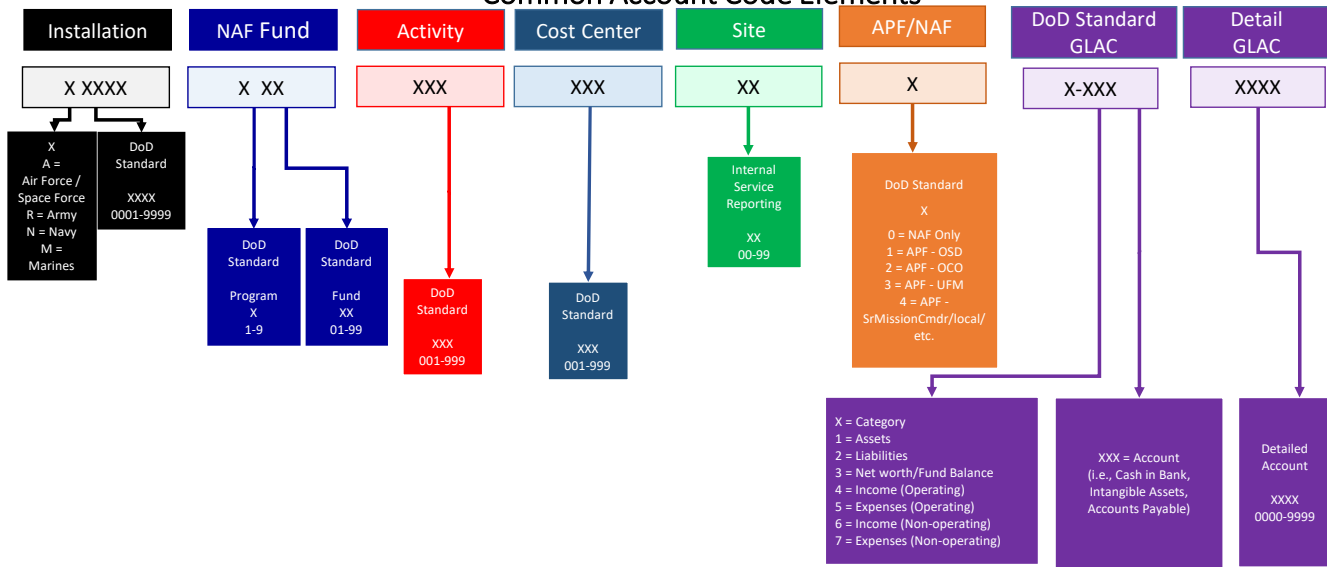 Common Account Code Elements
Installation
NAF Fund
Activity
Cost Center
Site
APF/NAF
DoD Standard
GLAC
Detail
GLAC
X XXXX
X XX
XXX
XXX
XX
X
X-XXX
XXXX
X
A =
Air Force /
Space Force
R = Army
N = Navy
M =
Marines
DoD
Standard
XXXX
0001-9999
DoD
Standard
Program
X
1-9
DoD
Standard
Fund
XX
01-99
DoD
Standard
XXX
001-999
DoD
Standard
XXX
001-999
Internal
Service
Reporting
XX
00-99
DoD Standard
X
0 = NAF Only
1 = APF - OSD
2 = APF - OCO
3 = APF - UFM
4 = APF -
SrMissionCmdr/local/
etc.
X = Category
1 = Assets
2 = Liabilities
3 = Net worth/Fund Balance
4 = Income (Operating)
5 = Expenses (Operating)
6 = Income (Non-operating)
7 = Expenses (Non-operating)
XXX = Account
(i.e., Cash in Bank,
Intangible Assets,
Accounts Payable)
Detailed
Account
XXXX
0000-9999